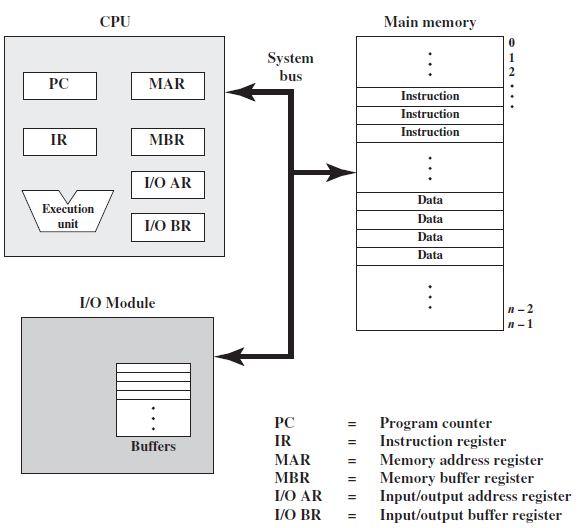 CPU
Main memory
System
bus
0
1
2
PC
MAR
Instruction
Instruction
Instruction
IR
MBR
I/O AR
Execution
unit
I/O BR
Data
Data
Data
Data
I/O Module
n – 2
n – 1
Buffers
PC = Program counter
IR = Instruction register
MAR = Memory address register
MBR = Memory buffer register
I/O AR = Input/output address register
I/O BR = Input/output buffer register